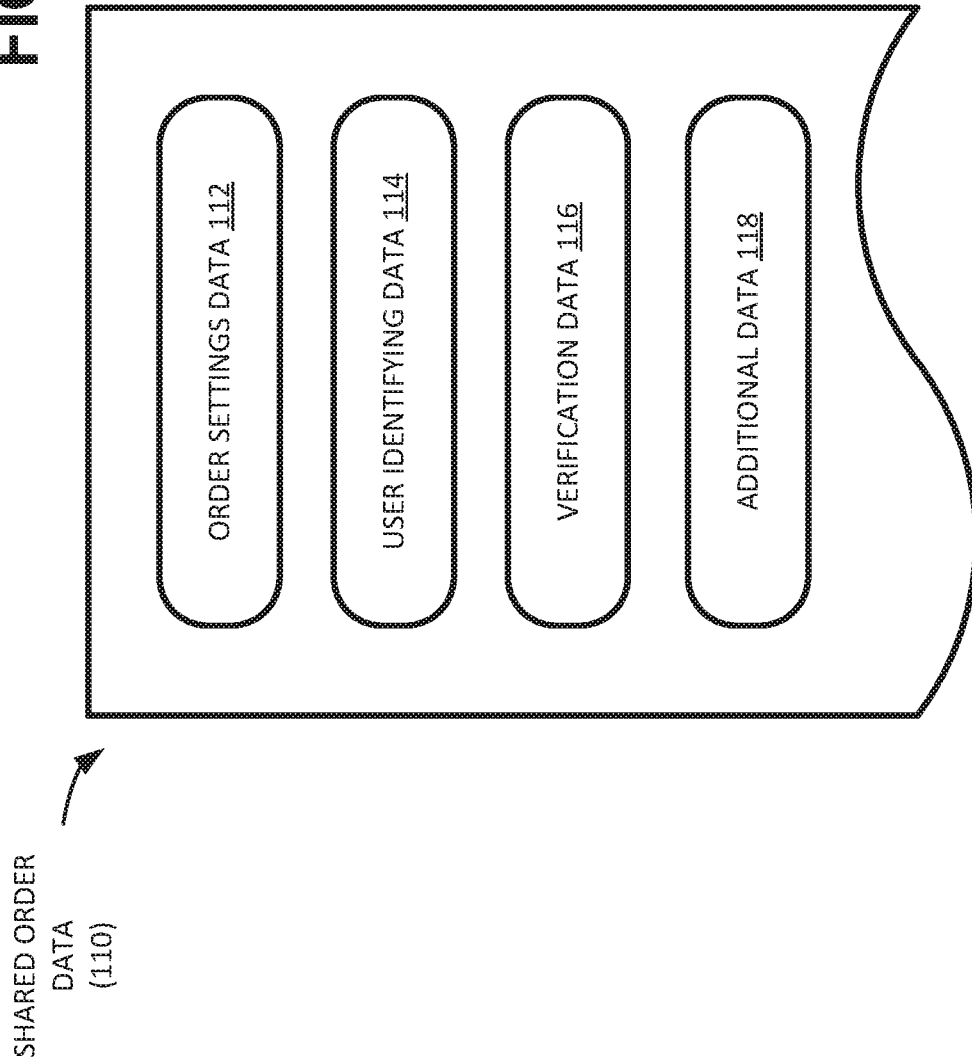 SHARED ORDER
DATA
(110)
ORDER SETTINGS DATA 112
USER IDENTIFYING DATA 114
VERIFICATION DATA 116
ADDITIONAL DATA 118